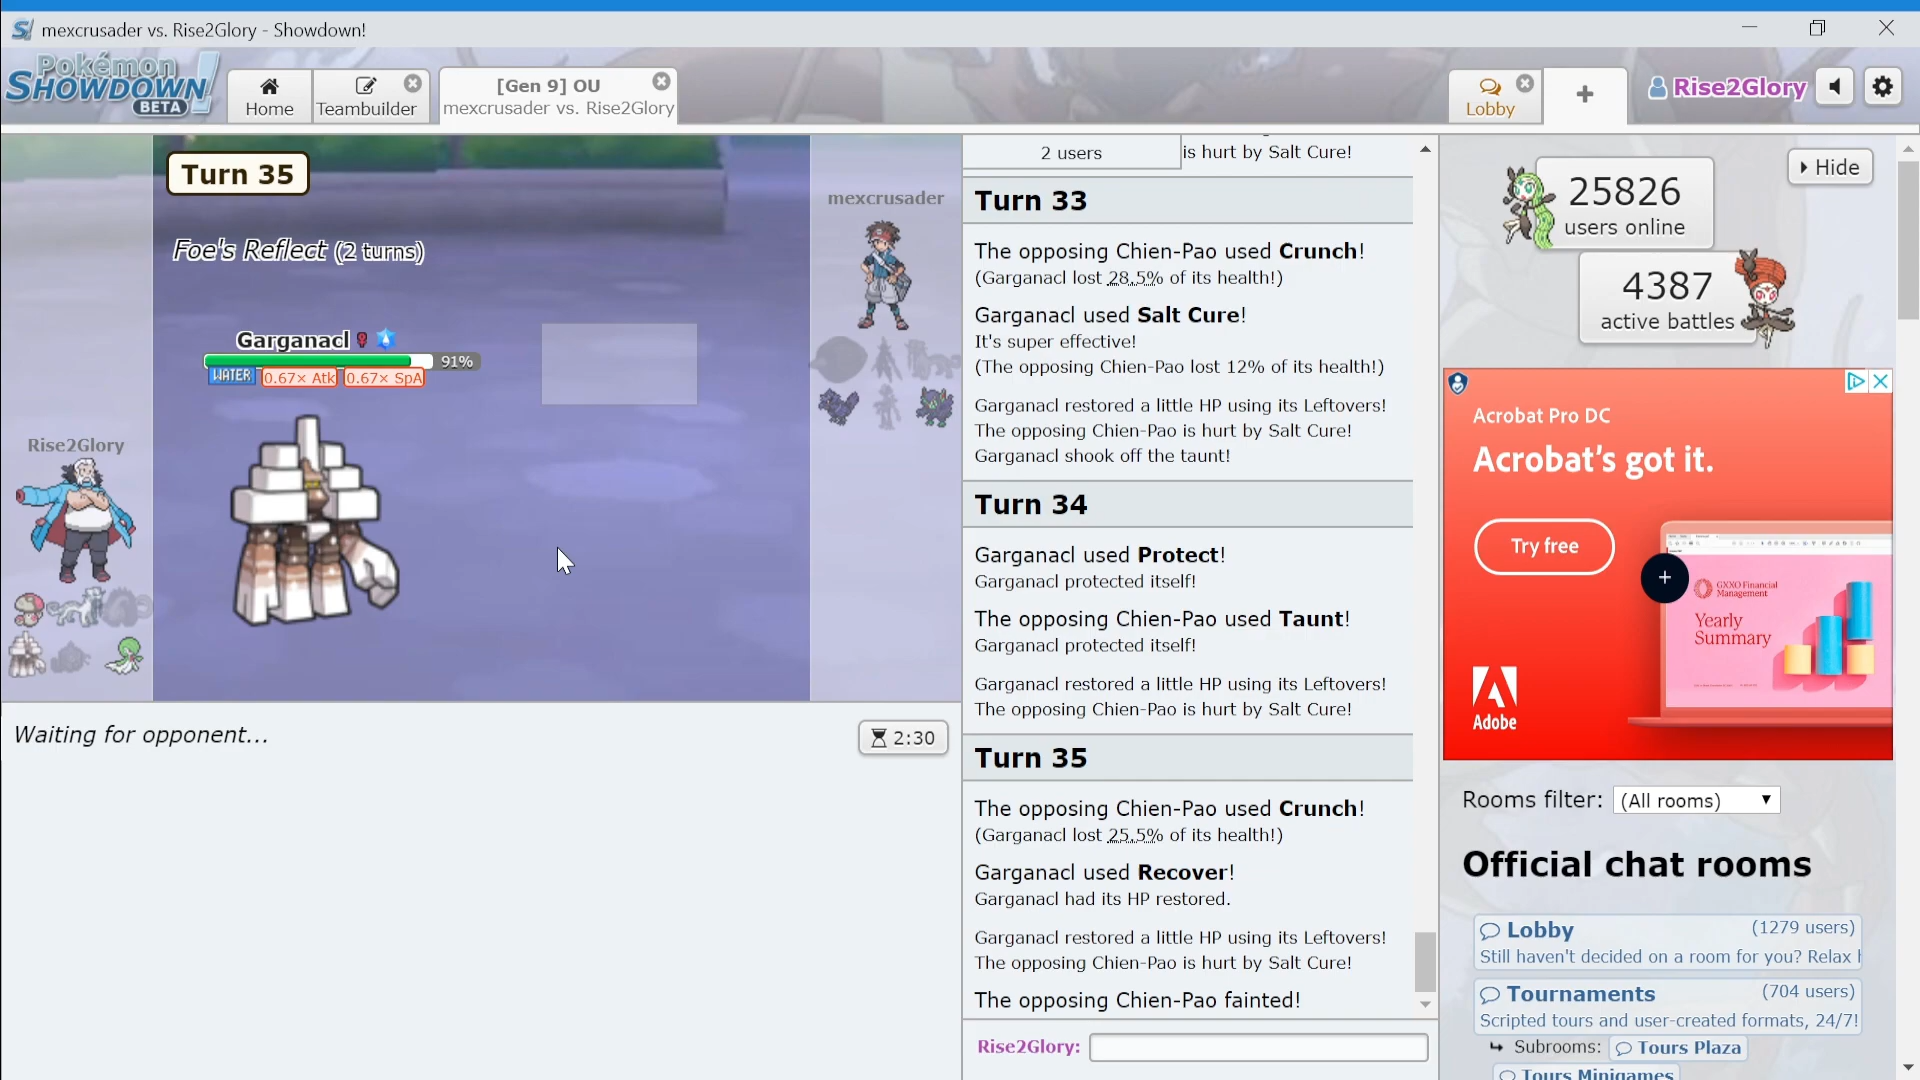 mexcrusader vs. Rise2Glory - Showdown!
Pokémon
SHOWDOWN!
BETA
Home
Teambuilder
[Gen 9] OU
mexcrusader vs. Rise2Glory
Lobby
Rise2Glory
Turn 35
Foe's Reflect (2 turns)
Garganacl
91%
WATER 0.67× Atk 0.67× SpA
Rise2Glory
mexcrusader
Waiting for opponent...
2:30
2 users
is hurt by Salt Cure!
Turn 33
The opposing Chien-Pao used Crunch!
(Garganacl lost 28.5% of its health!)
Garganacl used Salt Cure!
It's super effective!
(The opposing Chien-Pao lost 12% of its health!)
Garganacl restored a little HP using its Leftovers!
The opposing Chien-Pao is hurt by Salt Cure!
Garganacl shook off the taunt!
Turn 34
Garganacl used Protect!
Garganacl protected itself!
The opposing Chien-Pao used Taunt!
Garganacl protected itself!
Garganacl restored a little HP using its Leftovers!
The opposing Chien-Pao is hurt by Salt Cure!
Turn 35
The opposing Chien-Pao used Crunch!
(Garganacl lost 25.5% of its health!)
Garganacl used Recover!
Garganacl had its HP restored.
Garganacl restored a little HP using its Leftovers!
The opposing Chien-Pao is hurt by Salt Cure!
The opposing Chien-Pao fainted!
Rise2Glory:
Hide
25826
users online
4387
active battles
Acrobat Pro DC
Acrobat's got it.
Try free
GXXO Financial
Management
Yearly
Summary
Adobe
Rooms filter: (All rooms)
Official chat rooms
Lobby (1279 users)
Still haven't decided on a room for you? Relax
Tournaments (704 users)
Scripted tours and user-created formats, 24/7!
Subrooms: Tours Plaza
Tours Minigames